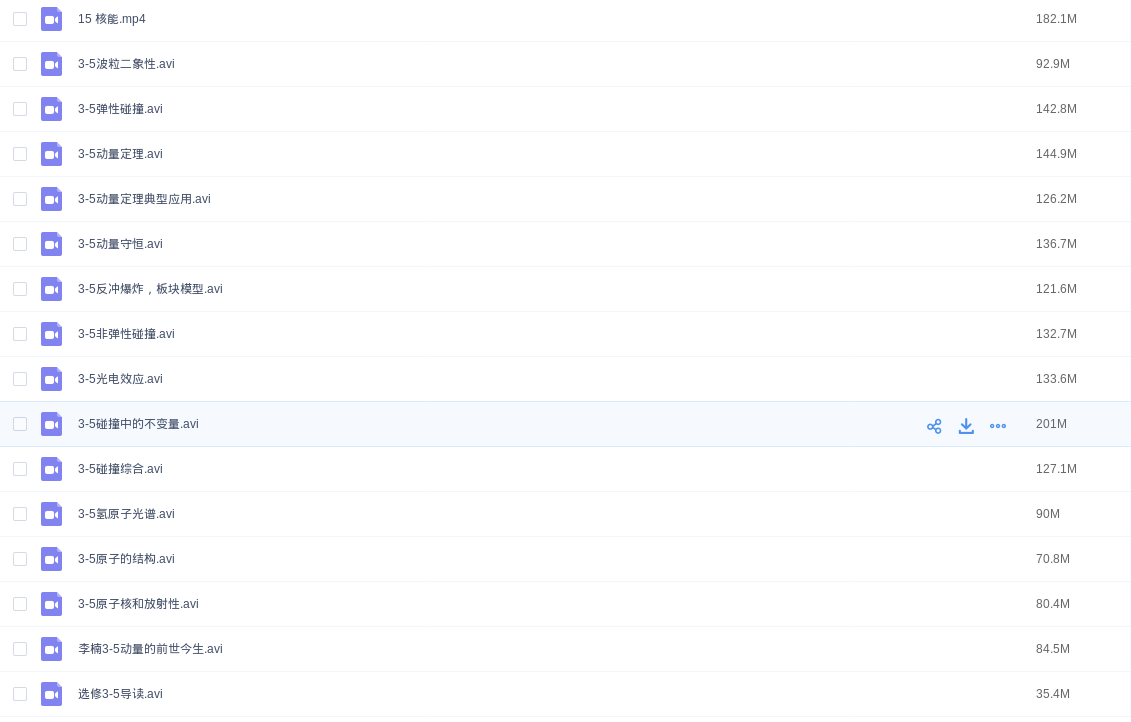 15 核能.mp4 182.1M
3-5波粒二象性.avi 92.9M
3-5弹性碰撞.avi 142.8M
3-5动量定理.avi 144.9M
3-5动量定理典型应用.avi 126.2M
3-5动量守恒.avi 136.7M
3-5反冲爆炸，板块模型.avi 121.6M
3-5非弹性碰撞.avi 132.7M
3-5光电效应.avi 133.6M
3-5碰撞中的不变量.avi 201M
3-5碰撞综合.avi 127.1M
3-5氢原子光谱.avi 90M
3-5原子的结构.avi 70.8M
3-5原子核和放射性.avi 80.4M
李楠3-5动量的前世今生.avi 84.5M
选修3-5导读.avi 35.4M